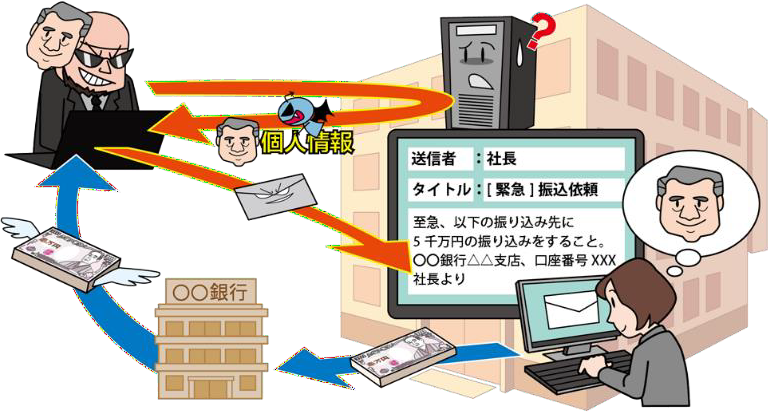 ?
個人情報
送信者 ：社長
タイトル：[ 緊急 ] 振込依頼
至急、以下の振り込み先に
5 千万円の振り込みをすること。
〇〇銀行△△支店、口座番号 XXX
社長より
〇〇銀行